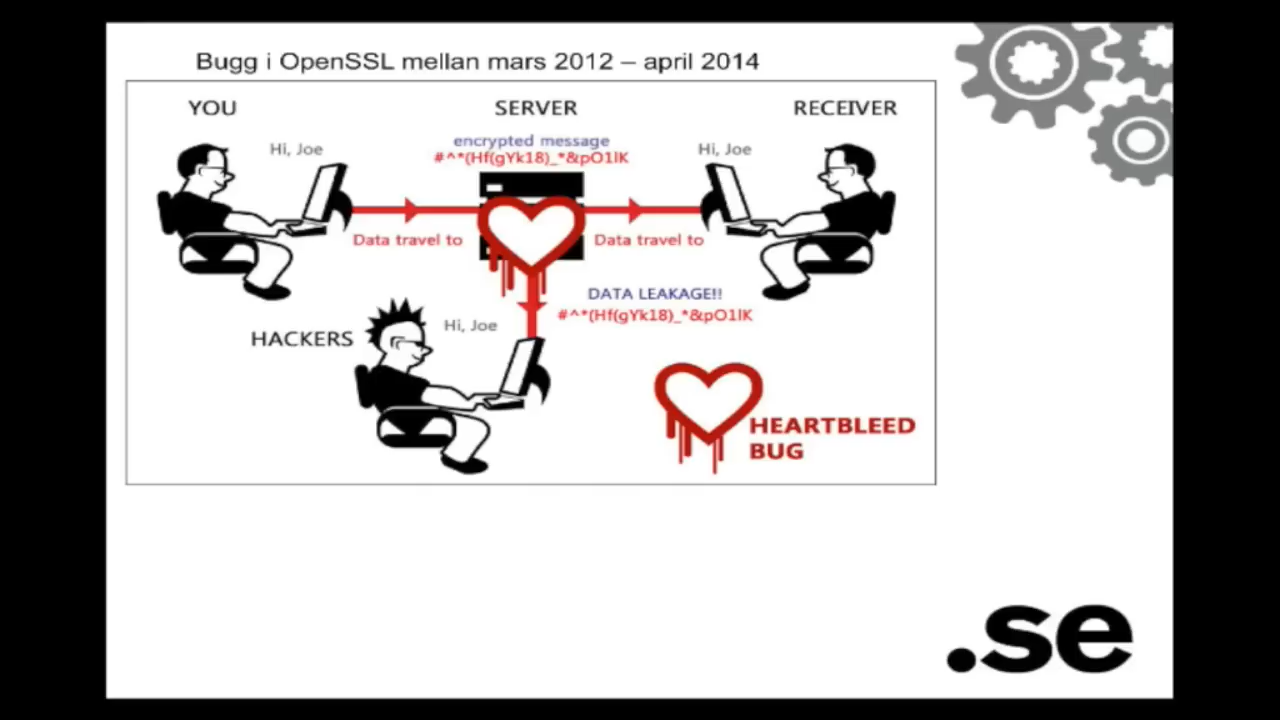 Bugg i OpenSSL mellan mars 2012 – april 2014
YOU
SERVER
RECEIVER
Hi, Joe
encrypted message
#^*(Hf(gYk18)_*&pO1lK
Hi, Joe
Data travel to
Data travel to
DATA LEAKAGE!!
#^*(Hf(gYk18)_*&pO1lK
HACKERS
Hi, Joe
HEARTBLEED
BUG
.se